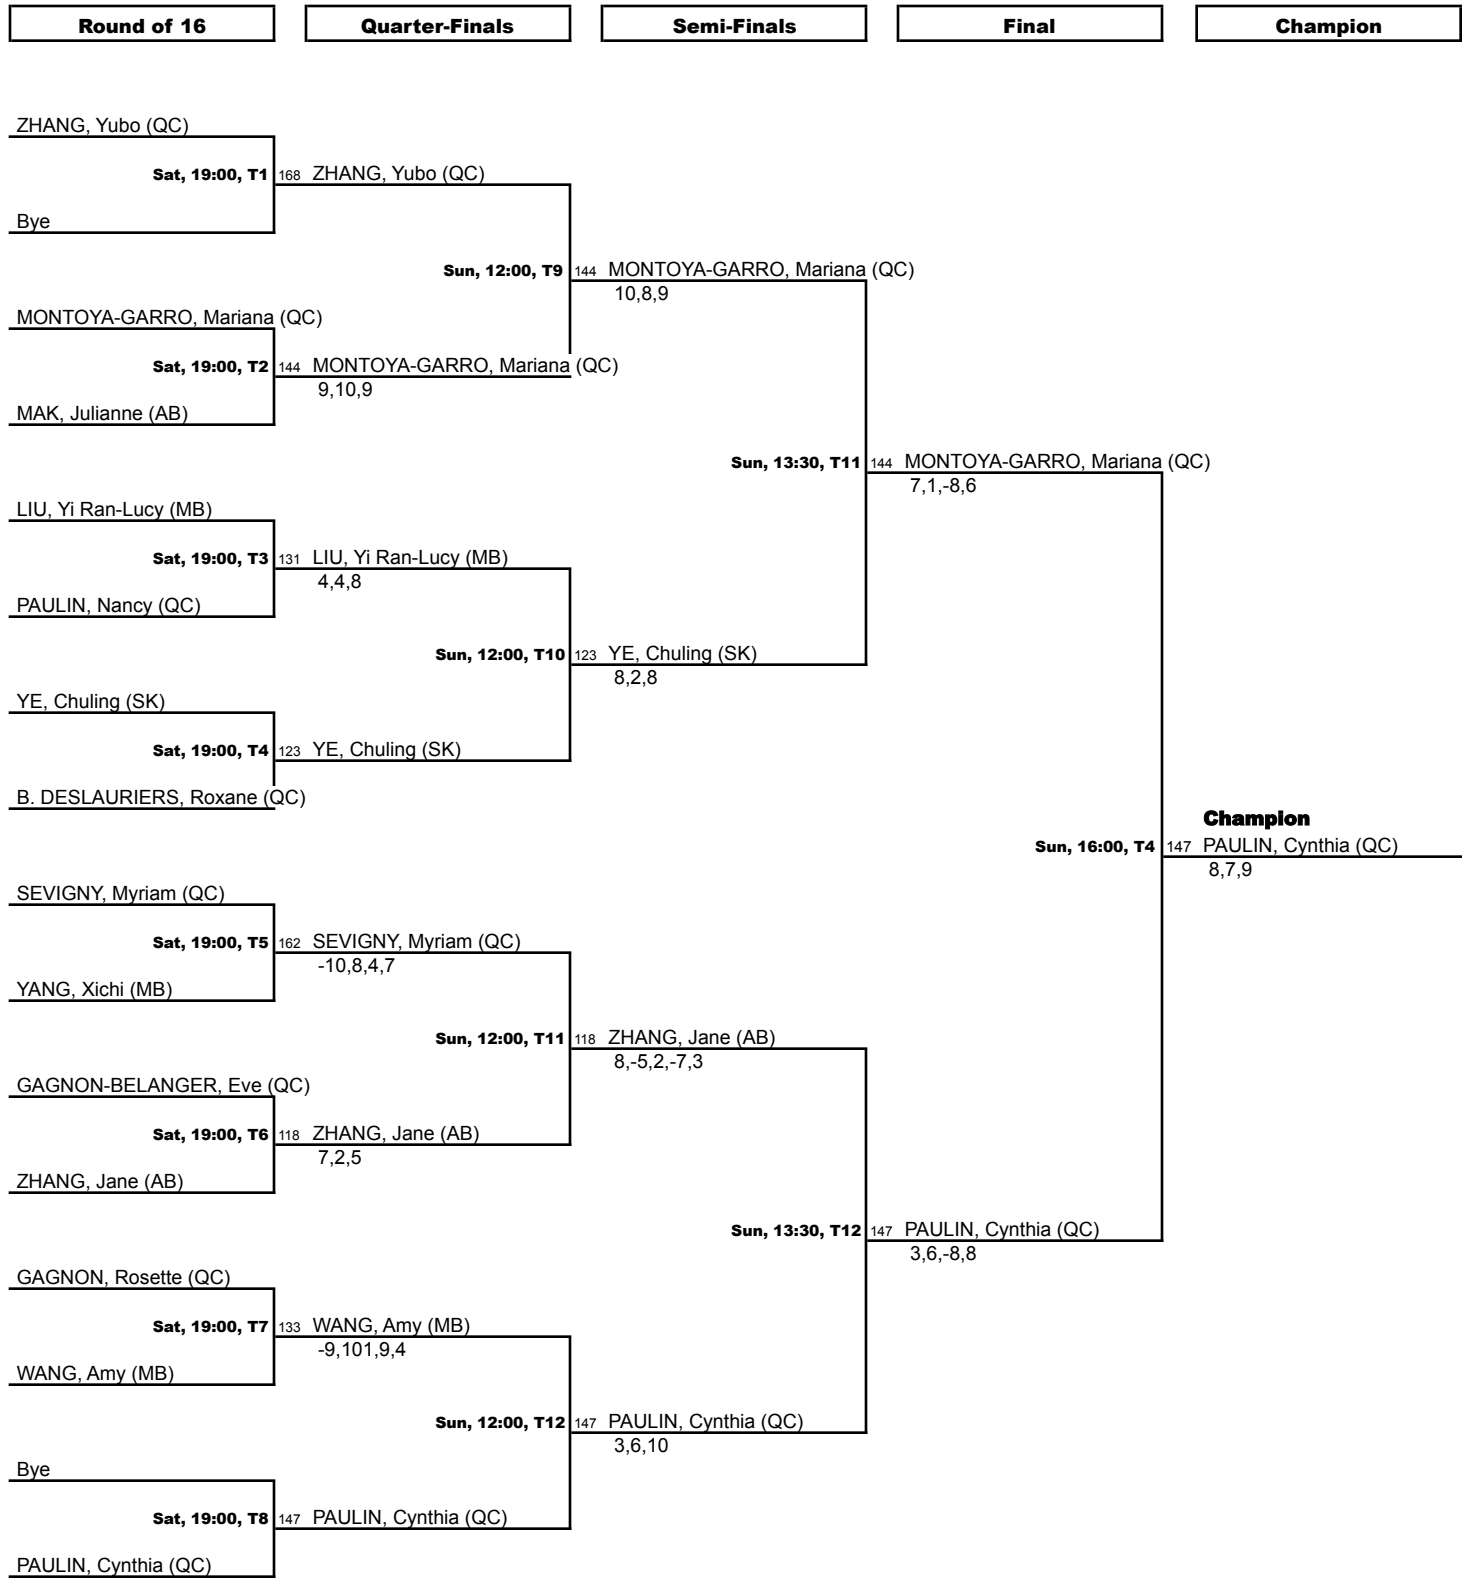 Round of 16 Quarter-Finals Semi-Finals Final Champion
ZHANG, Yubo (QC)
Sat, 19:00, T1 168 ZHANG, Yubo (QC)
Bye
Sun, 12:00, T9 144 MONTOYA-GARRO, Mariana (QC)
10,8,9
MONTOYA-GARRO, Mariana (QC)
Sat, 19:00, T2 144 MONTOYA-GARRO, Mariana (QC)
9,10,9
MAK, Julianne (AB)
Sun, 13:30, T11 144 MONTOYA-GARRO, Mariana (QC)
7,1,-8,6
LIU, Yi Ran-Lucy (MB)
Sat, 19:00, T3 131 LIU, Yi Ran-Lucy (MB)
4,4,8
PAULIN, Nancy (QC)
Sun, 12:00, T10 123 YE, Chuling (SK)
8,2,8
YE, Chuling (SK)
Sat, 19:00, T4 123 YE, Chuling (SK)
B. DESLAURIERS, Roxane (QC)
Champion
Sun, 16:00, T4 147 PAULIN, Cynthia (QC)
8,7,9
SEVIGNY, Myriam (QC)
Sat, 19:00, T5 162 SEVIGNY, Myriam (QC)
-10,8,4,7
YANG, Xichi (MB)
Sun, 12:00, T11 118 ZHANG, Jane (AB)
8,-5,2,-7,3
GAGNON-BELANGER, Eve (QC)
Sat, 19:00, T6 118 ZHANG, Jane (AB)
7,2,5
ZHANG, Jane (AB)
Sun, 13:30, T12 147 PAULIN, Cynthia (QC)
3,6,-8,8
GAGNON, Rosette (QC)
Sat, 19:00, T7 133 WANG, Amy (MB)
-9,101,9,4
WANG, Amy (MB)
Sun, 12:00, T12 147 PAULIN, Cynthia (QC)
3,6,10
Bye
Sat, 19:00, T8 147 PAULIN, Cynthia (QC)
PAULIN, Cynthia (QC)